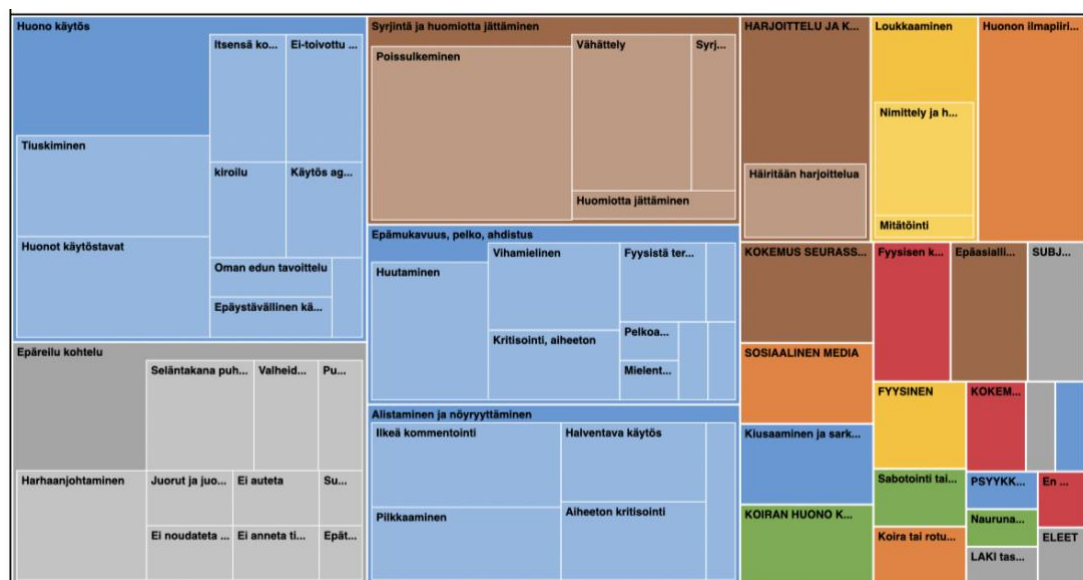 Huono käytös
Itsensä ko...
Ei-toivottu ...
Tiuskiminen
kiroilu
Käytös ag...
Huonot käytöstavat
Oman edun tavoittelu
Epäystävällinen kä...
Epäreilu kohtelu
Seläntakana puh...
Valheid...
Pu...
Harhaanjohtaminen
Juorut ja juo...
Ei auteta
Su...
Ei noudateta ...
Ei anneta ti...
Epät...
Syrjintä ja huomiotta jättäminen
Poissulkeminen
Vähättely
Syrj...
Huomiotta jättäminen
Epämukavuus, pelko, ahdistus
Huutaminen
Vihamielinen
Fyysistä ter...
Kritisointi, aiheeton
Pelkoa...
Mielent...
Alistaminen ja nöyryyttäminen
Ilkeä kommentointi
Halventava käytös
Pilkkaaminen
Aiheeton kritisointi
HARJOITTELU JA K...
Häiritään harjoittelua
Loukkaaminen
Nimittely ja h...
Mitätöinti
Huonon ilmapiiri...
KOKEMUS SEURASS...
Fyysisen k...
Epäasialli...
SUBJ...
SOSIAALINEN MEDIA
FYYSINEN
KOKEM...
Kiusaaminen ja sark...
Sabotointi tai...
PSYYKK...
En ...
KOIRAN HUONO K...
Nauruna...
Koira tai rotu...
LAKI tas...
ELEET